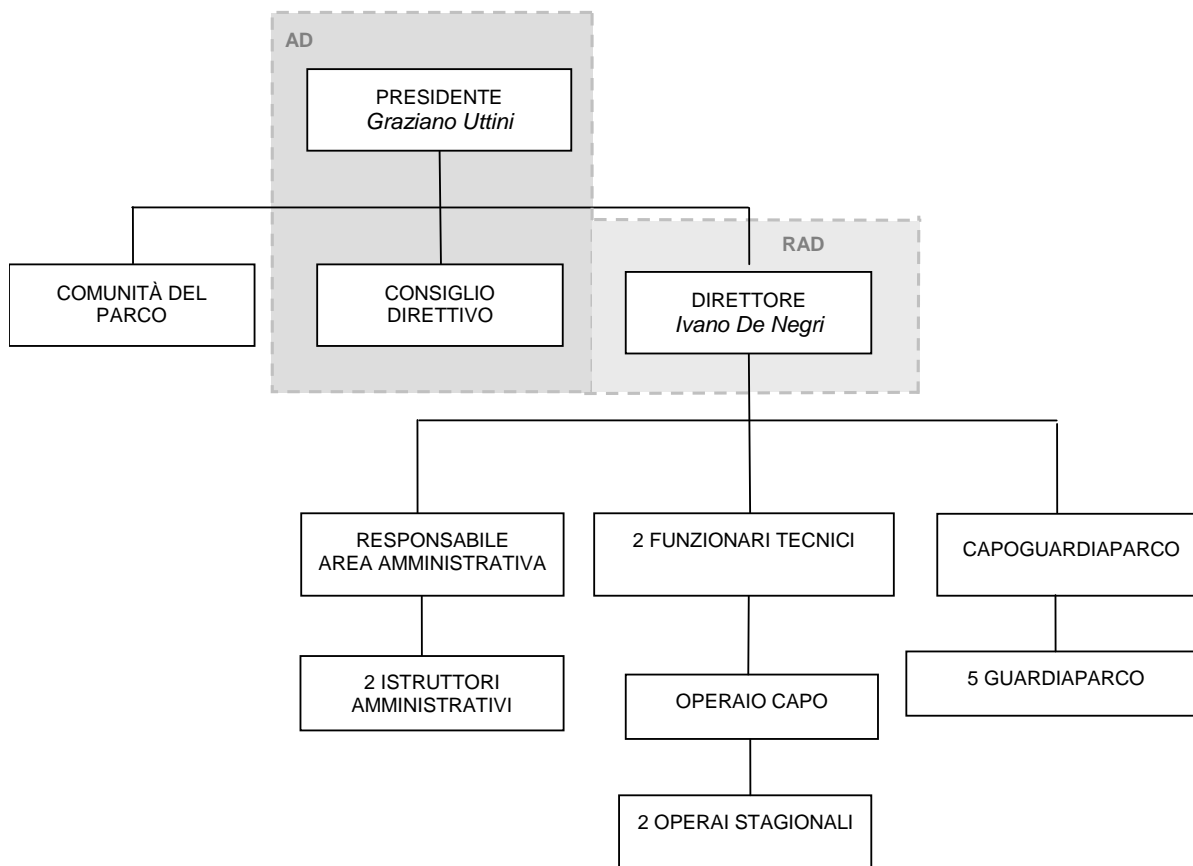 AD
PRESIDENTE
Graziano Uttini
RAD
COMUNITÀ DEL
PARCO
CONSIGLIO
DIRETTIVO
DIRETTORE
Ivano De Negri
RESPONSABILE
AREA AMMINISTRATIVA
2 FUNZIONARI TECNICI
CAPOGUARDIAPARCO
2 ISTRUTTORI
AMMINISTRATIVI
OPERAIO CAPO
5 GUARDIAPARCO
2 OPERAI STAGIONALI